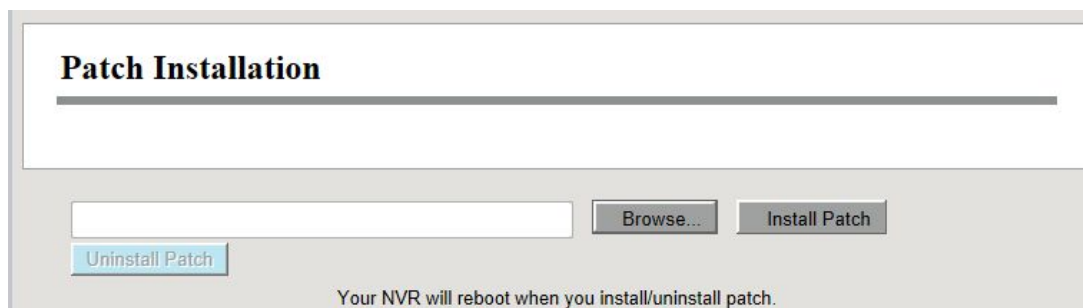 Patch Installation
Browse... Install Patch
Uninstall Patch
Your NVR will reboot when you install/uninstall patch.